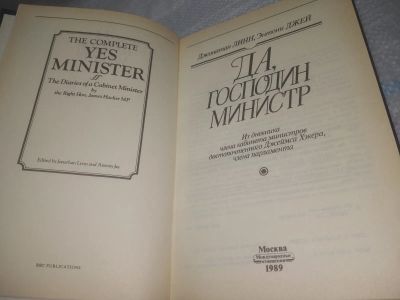 THE COMPLETE
YES
MINISTER
The Diaries of a Cabinet Minister
by
the Right Hon. James Hacker MP
Edited by Jonathan Lynn and Antony Jay
BBC PUBLICATIONS
Джонатан ЛИНН, Энтони ДЖЕЙ
ДА,
ГОСПОДИН
МИНИСТР
Из дневника
члена кабинета министров
достопочтенного Джеймса Хэкера,
члена парламента
Москва
Международные
отношения
1989